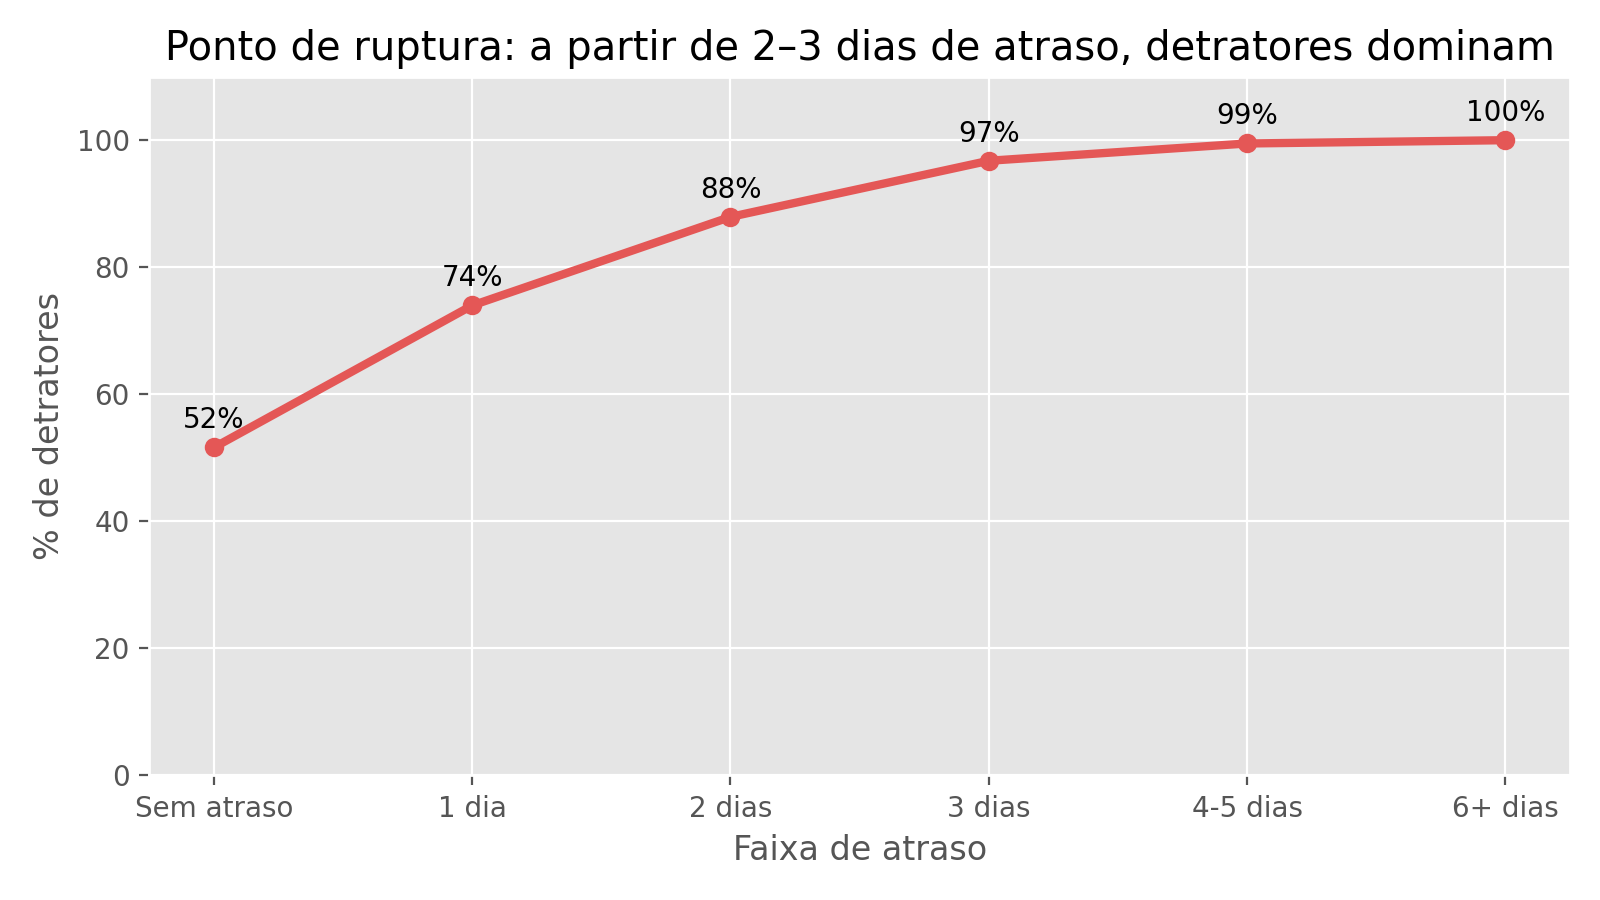 Ponto de ruptura: a partir de 2–3 dias de atraso, detratores dominam
% de detratores
100
80
60
40
20
0
52%
74%
88%
97%
99%
100%
Sem atraso
1 dia
2 dias
3 dias
4-5 dias
6+ dias
Faixa de atraso